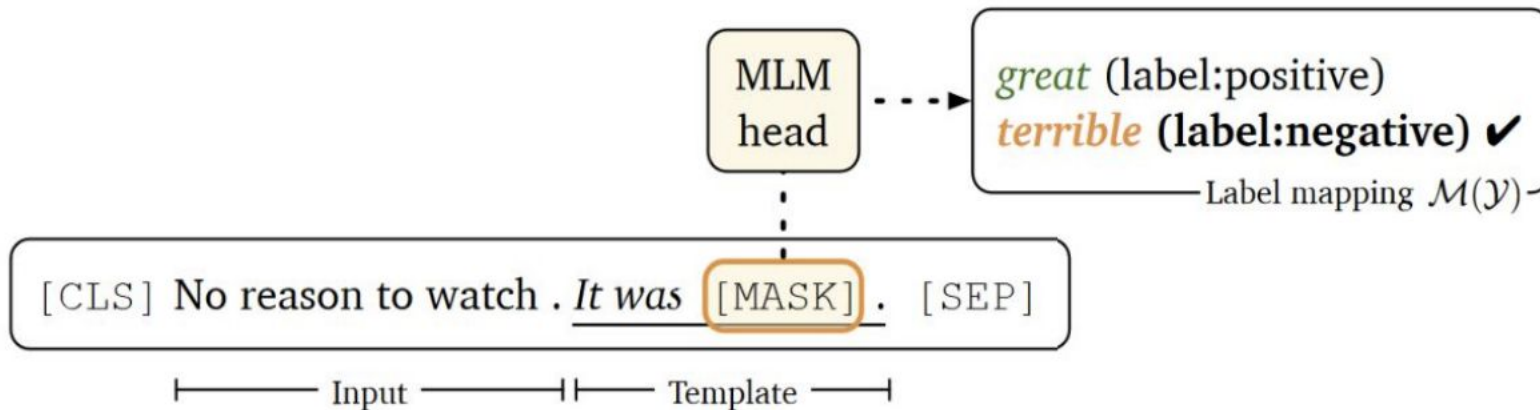 MLM
head
great (label:positive)
terrible (label:negative) ✔
Label mapping M(Y)
[CLS] No reason to watch . It was [MASK] . [SEP]
Input
Template